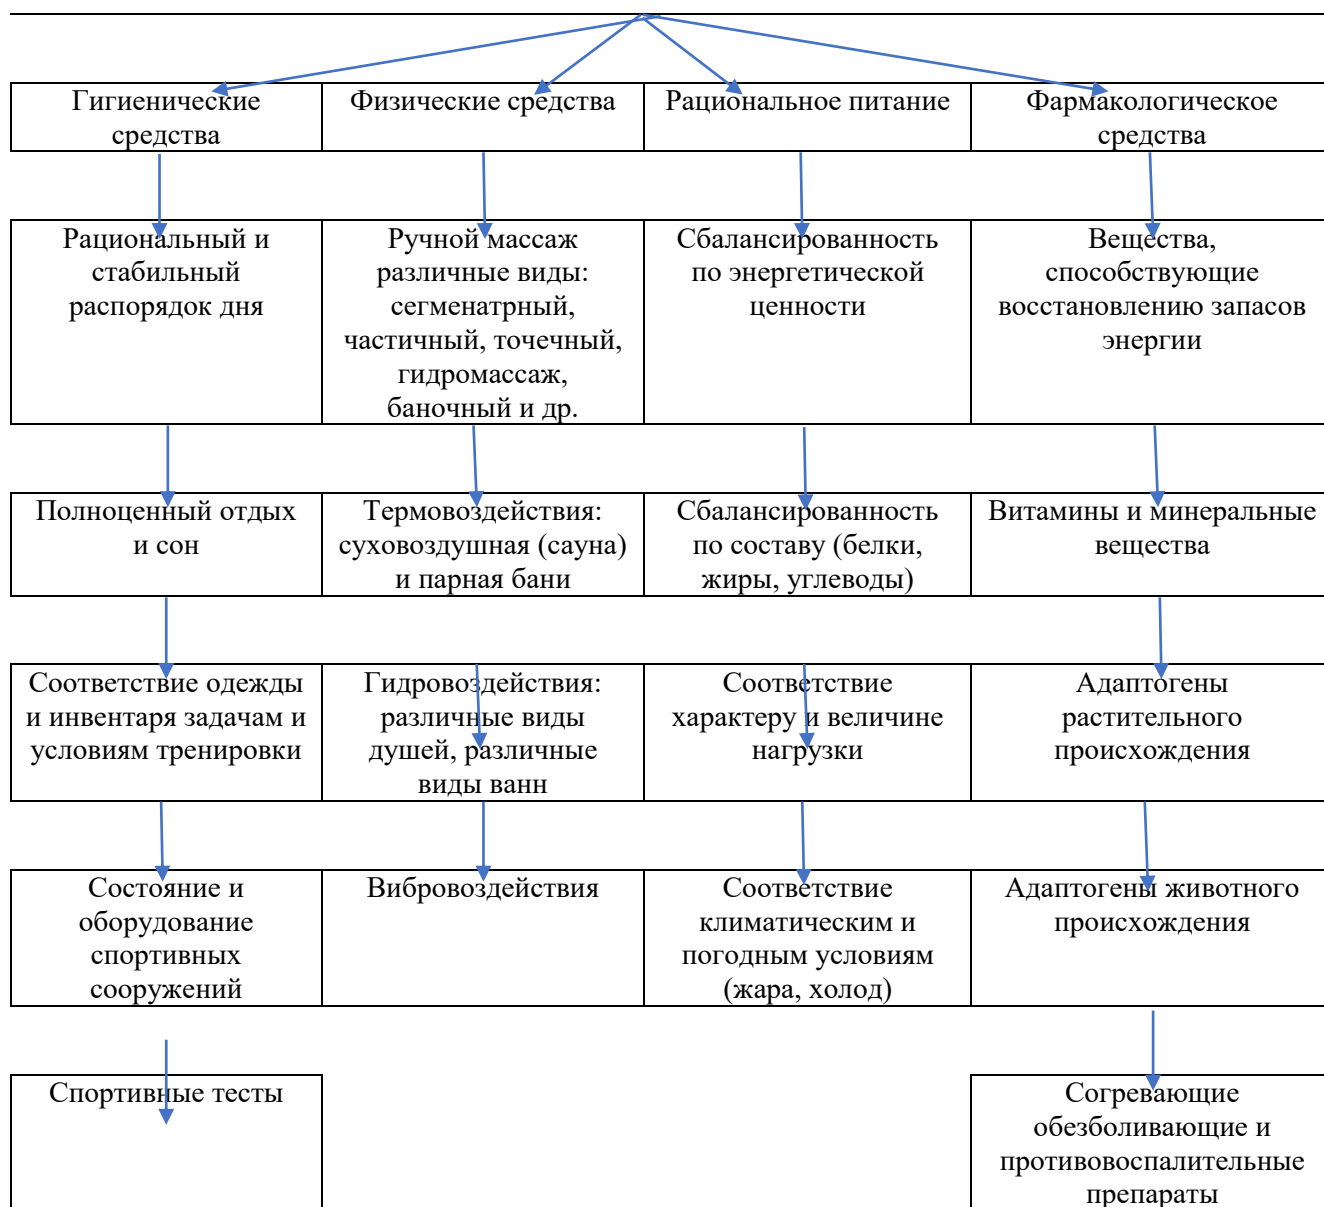 Гигиенические
средства
Физические средства
Рациональное питание
Фармакологическое
средства
Рациональный и
стабильный
распорядок дня
Ручной массаж
различные виды:
сегменатрный,
частичный, точечный,
гидромассаж,
баночный и др.
Сбалансированность
по энергетической
ценности
Вещества,
способствующие
восстановлению запасов
энергии
Полноценный отдых
и сон
Термовоздействия:
суховоздушная (сауна)
и парная бани
Сбалансированность
по составу (белки,
жиры, углеводы)
Витамины и минеральные
вещества
Соответствие одежды
и инвентаря задачам и
условиям тренировки
Гидровоздействия:
различные виды
душей, различные
виды ванн
Соответствие
характеру и величине
нагрузки
Адаптогены
растительного
происхождения
Состояние и
оборудование
спортивных
сооружений
Вибровоздействия
Соответствие
климатическим и
погодным условиям
(жара, холод)
Адаптогены животного
происхождения
Спортивные тесты
Согревающие
обезболивающие и
противовоспалительные
препараты